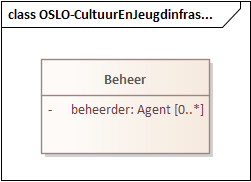 class OSLO-CultuurEnJeugdinfras...
Beheer
- beheerder: Agent [0..*]